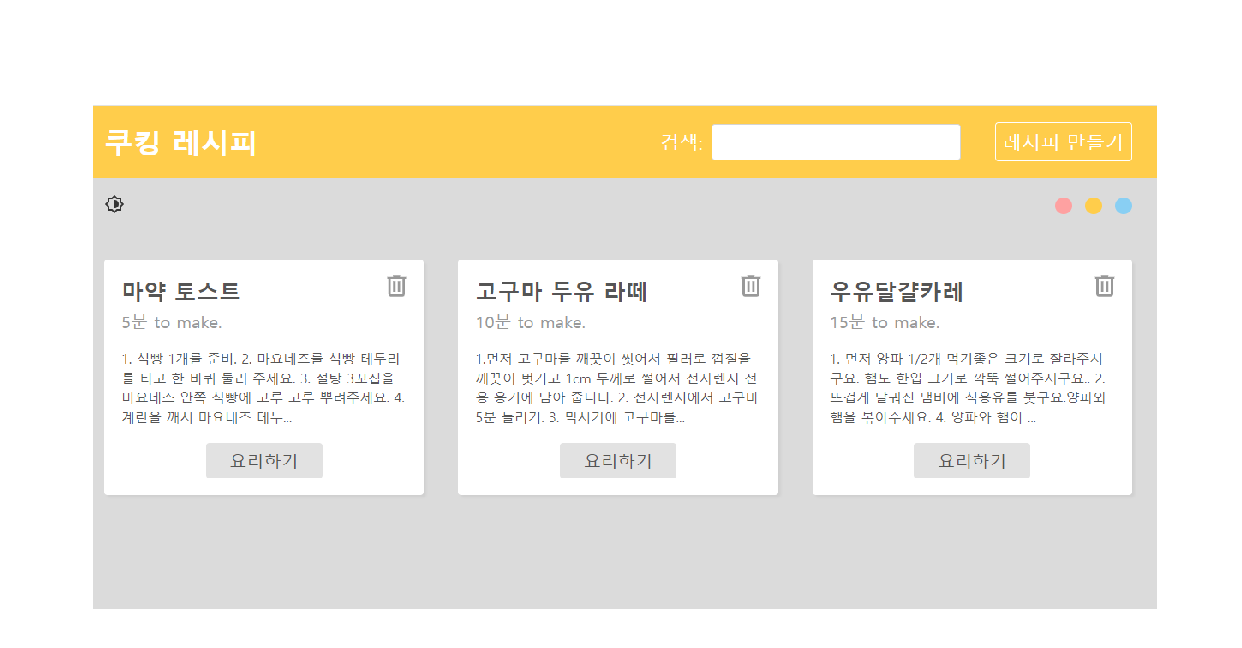 쿠킹 레시피
검색:
레시피 만들기
마약 토스트
5분 to make.
1. 식빵 1개를 준비. 2. 마요네즈를 식빵 테두리
를 타고 한 바퀴 둘러 주세요. 3. 설탕 3꼬집을
마요네즈 안쪽 식빵에 고루 고루 뿌려주세요. 4.
계란을 깨서 마요네즈 테두...
요리하기
고구마 두유 라떼
10분 to make.
1.먼저 고구마를 깨끗이 씻어서 필러로 껍질을
깨끗이 벗기고 1cm 두께로 썰어서 전자렌지 전
용 용기에 담아 줍니다. 2. 전자렌지에서 고구마
5분 돌리기. 3. 믹서기에 고구마를...
요리하기
우유달걀카레
15분 to make.
1. 먼저 양파 1/2개 먹기좋은 크기로 잘라주시
구요. 햄도 한입 크기로 깍뚝 썰어주시구요.. 2.
뜨겁게 달궈진 냄비에 식용유를 붓구요.양파와
햄을 볶아주세요. 4. 양파와 햄이 ...
요리하기